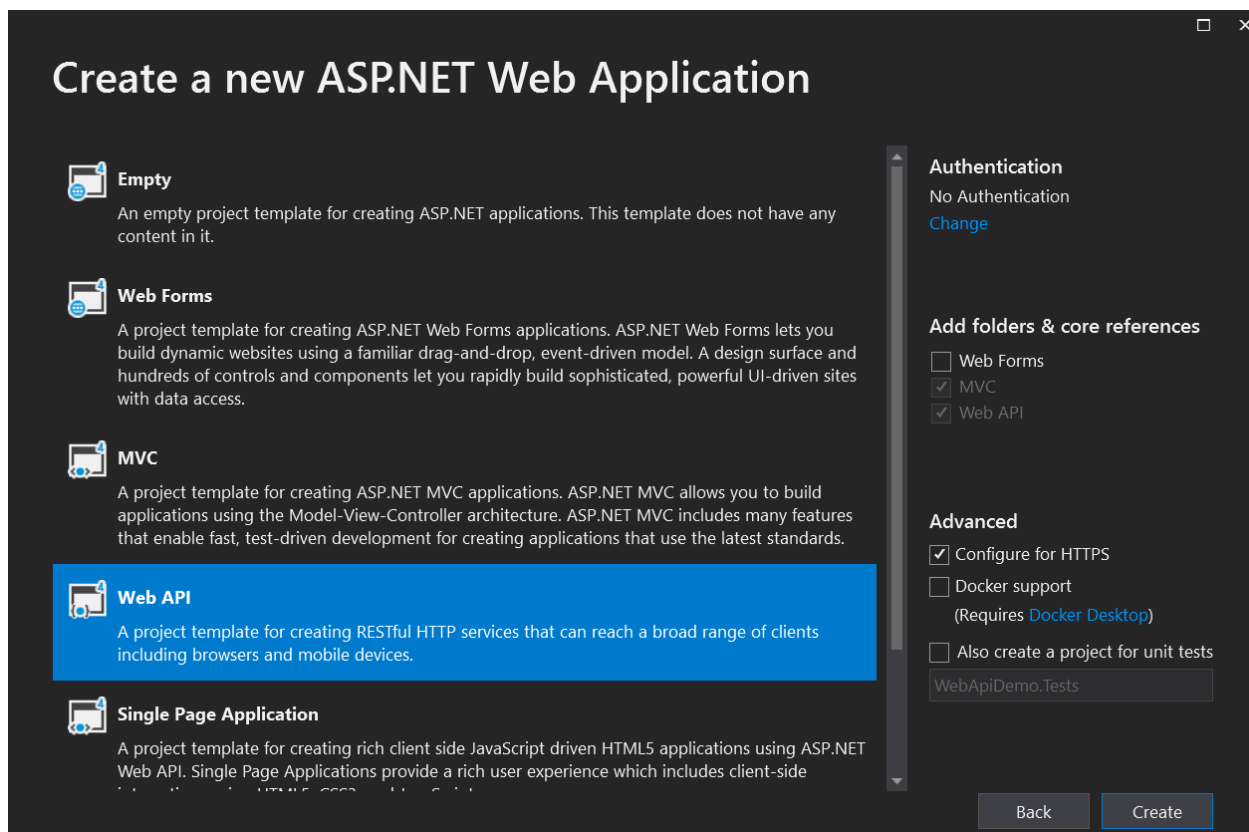 Create a new ASP.NET Web Application
Empty
An empty project template for creating ASP.NET applications. This template does not have any
content in it.
Web Forms
A project template for creating ASP.NET Web Forms applications. ASP.NET Web Forms lets you
build dynamic websites using a familiar drag-and-drop, event-driven model. A design surface and
hundreds of controls and components let you rapidly build sophisticated, powerful UI-driven sites
with data access.
MVC
A project template for creating ASP.NET MVC applications. ASP.NET MVC allows you to build
applications using the Model-View-Controller architecture. ASP.NET MVC includes many features
that enable fast, test-driven development for creating applications that use the latest standards.
Web API
A project template for creating RESTful HTTP services that can reach a broad range of clients
including browsers and mobile devices.
Single Page Application
A project template for creating rich client side JavaScript driven HTML5 applications using ASP.NET
Web API. Single Page Applications provide a rich user experience which includes client-side
Authentication
No Authentication
Change
Add folders & core references
Web Forms
MVC
Web API
Advanced
Configure for HTTPS
Docker support
(Requires Docker Desktop)
Also create a project for unit tests
WebApiDemo.Tests
Back
Create